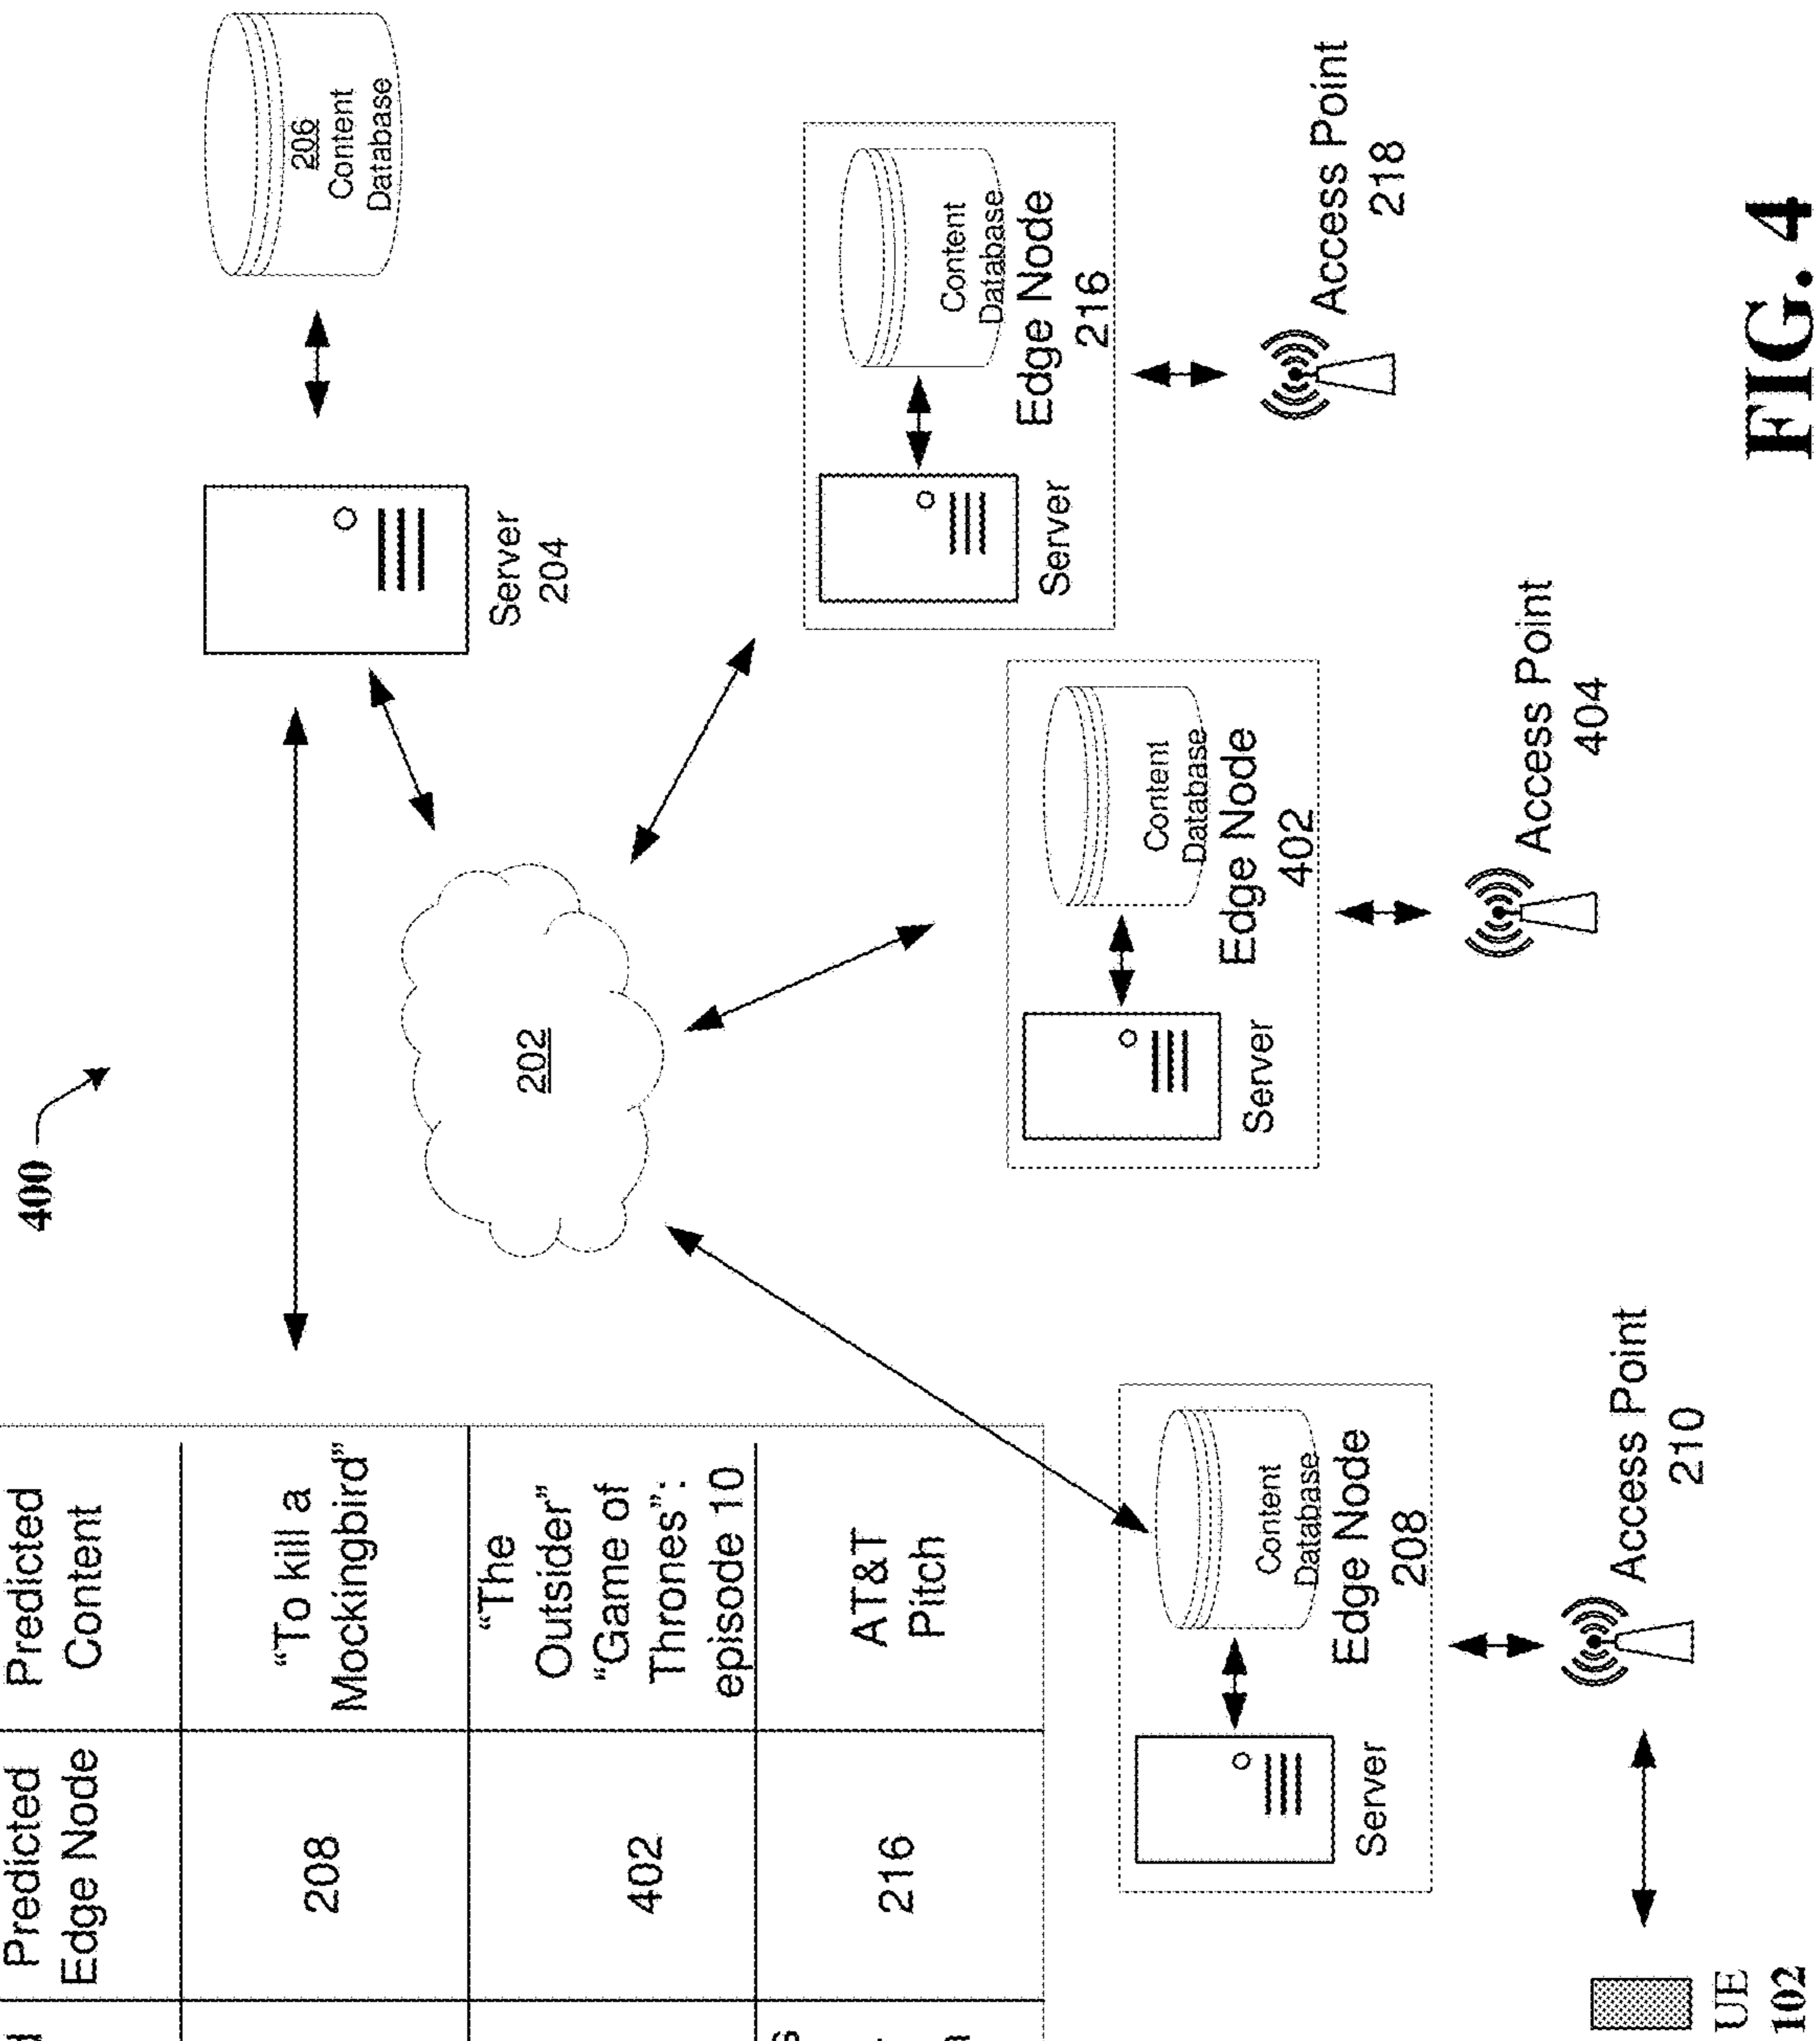 400
Predicted
Edge Node
Predicted
Content
208
“To kill a
Mockingbird”
402
“The
Outsider”
“Game of
Thrones”:
episode 10
216
AT&T
Pitch
206
Content
Database
Server
204
202
Server
Content
Database
Edge Node
208
Server
Content
Database
Edge Node
402
Server
Content
Database
Edge Node
216
UE
102
Access Point
210
Access Point
404
Access Point
218
FIG. 4